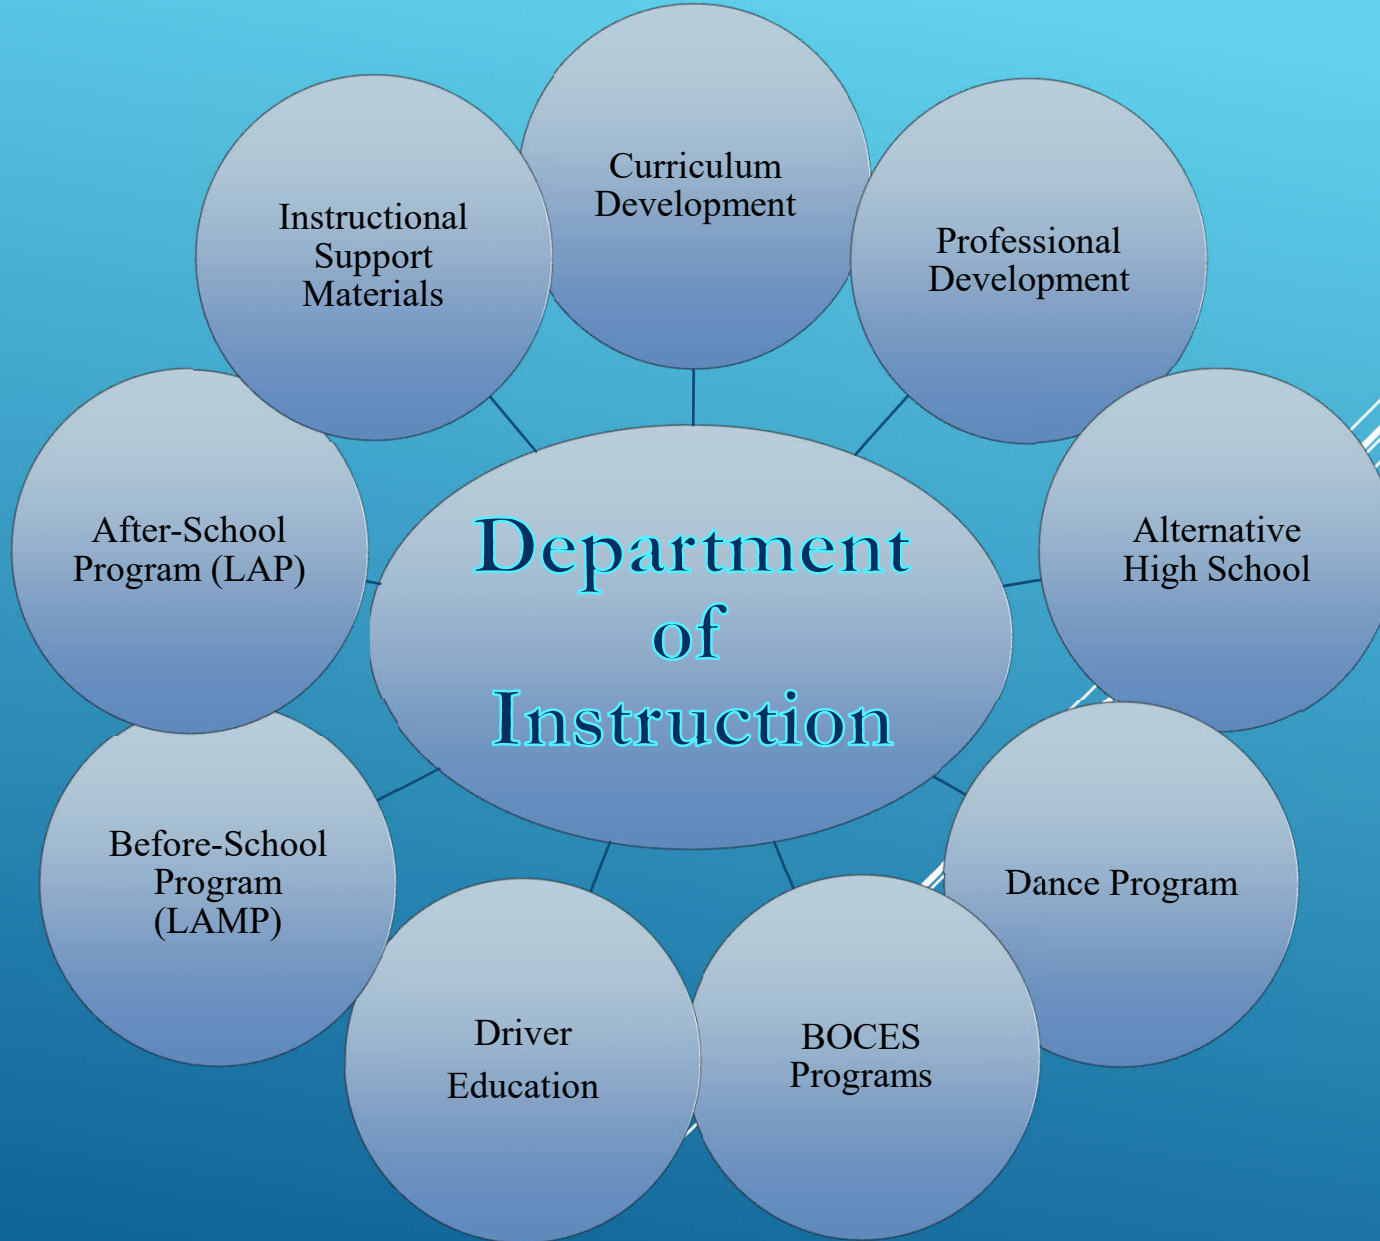 Curriculum
Development
Professional
Development
Alternative
High School
Dance Program
BOCES
Programs
Driver
Education
Before-School
Program
(LAMP)
After-School
Program (LAP)
Instructional
Support
Materials
Department
of
Instruction